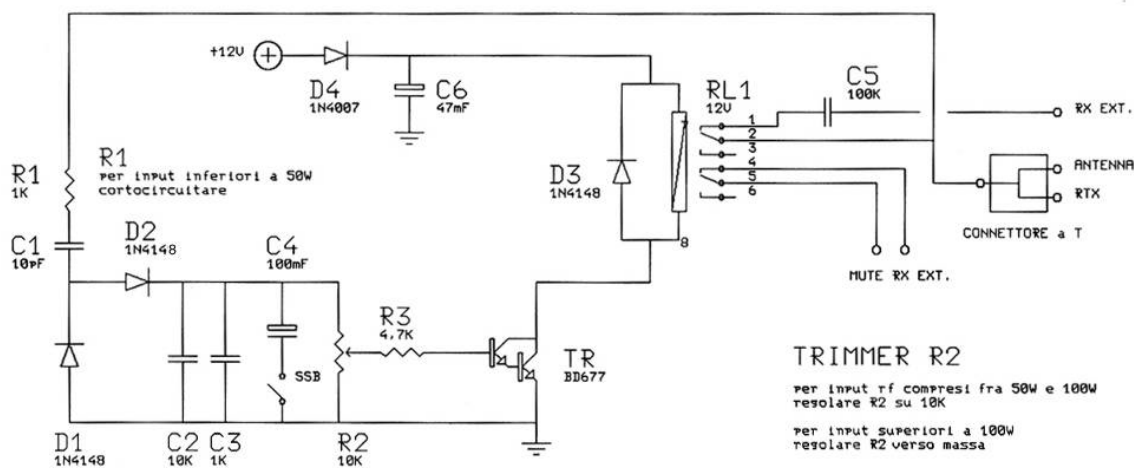 +12V
D4
1N4007
C6
47mF
RL1
12V
C5
100K
RX EXT.
R1
1K
R1
per input inferiori a 50W
cortocircuitare
D3
1N4148
7
1
2
3
4
5
6
8
ANTENNA
RTX
CONNETTORE a T
MUTE RX EXT.
C1
10pF
D2
1N4148
C4
100mF
R3
4,7K
SSB
TR
BD677
TRIMMER R2
per input rf compresi fra 50W e 100W
regolare R2 su 10K
per input superiori a 100W
regolare R2 verso massa
D1
1N4148
C2
10K
C3
1K
R2
10K